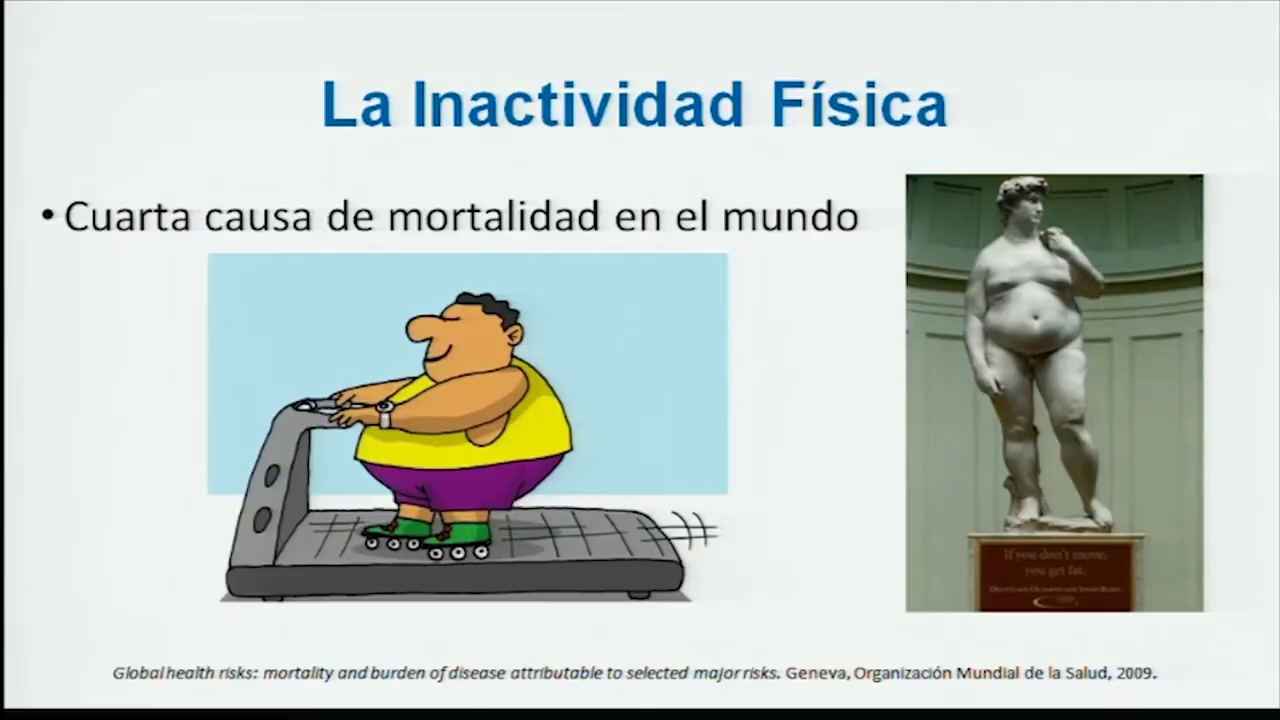 La Inactividad Física
• Cuarta causa de mortalidad en el mundo
If you don't move,
you get fat.
Global health risks: mortality and burden of disease attributable to selected major risks. Geneva, Organización Mundial de la Salud, 2009.